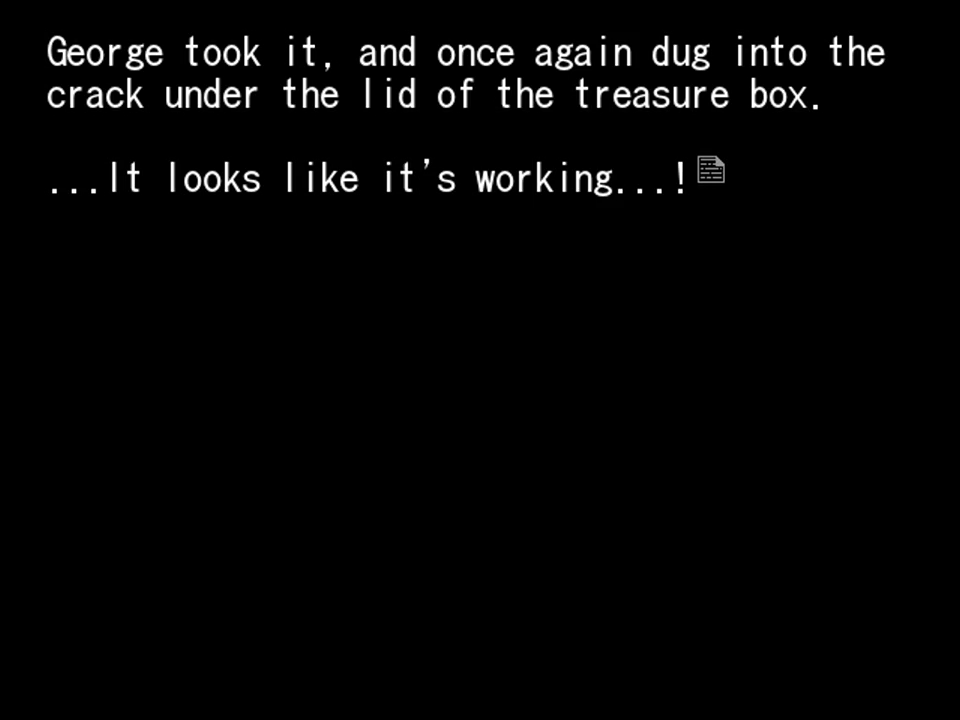 George took it, and once again dug into the
crack under the lid of the treasure box.
...It looks like it's working...!